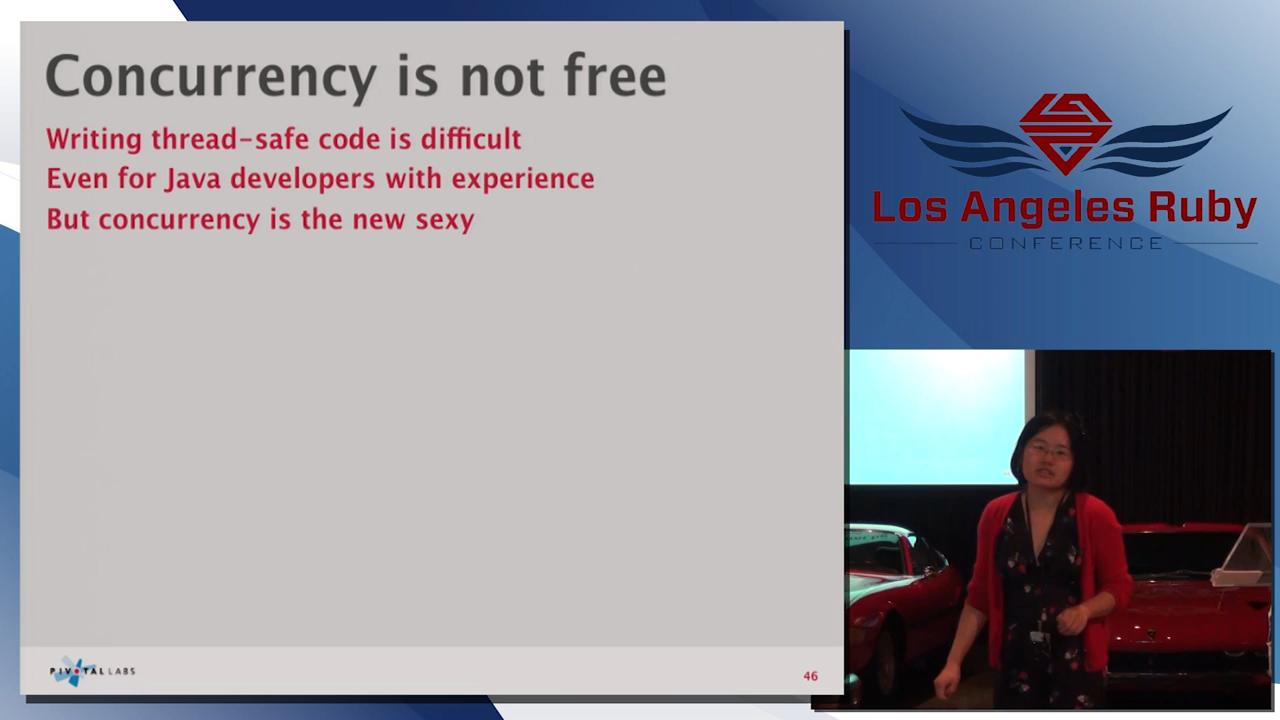 Concurrency is not free
Writing thread-safe code is difficult
Even for Java developers with experience
But concurrency is the new sexy
PIVOTAL LABS
46
Los Angeles Ruby
CONFERENCE